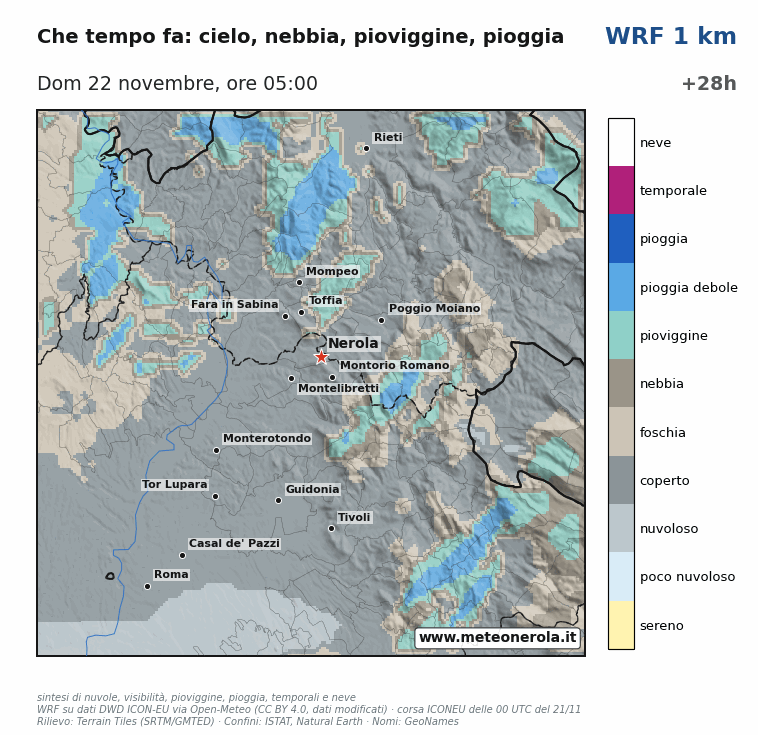 Che tempo fa: cielo, nebbia, pioviggine, pioggia
WRF 1 km
Dom 22 novembre, ore 05:00
+28h
Rieti
Mompeo
Fara in Sabina
Toffia
Poggio Moiano
Nerola
Montorio Romano
Montelibretti
Monterotondo
Tor Lupara
Guidonia
Tivoli
Casal de' Pazzi
Roma
www.meteonerola.it
neve
temporale
pioggia
pioggia debole
pioviggine
nebbia
foschia
coperto
nuvoloso
poco nuvoloso
sereno
sintesi di nuvole, visibilità, pioviggine, pioggia, temporali e neve
WRF su dati DWD ICON-EU via Open-Meteo (CC BY 4.0, dati modificati) · corsa ICONEU delle 00 UTC del 21/11
Rilievo: Terrain Tiles (SRTM/GMTED) · Confini: ISTAT, Natural Earth · Nomi: GeoNames